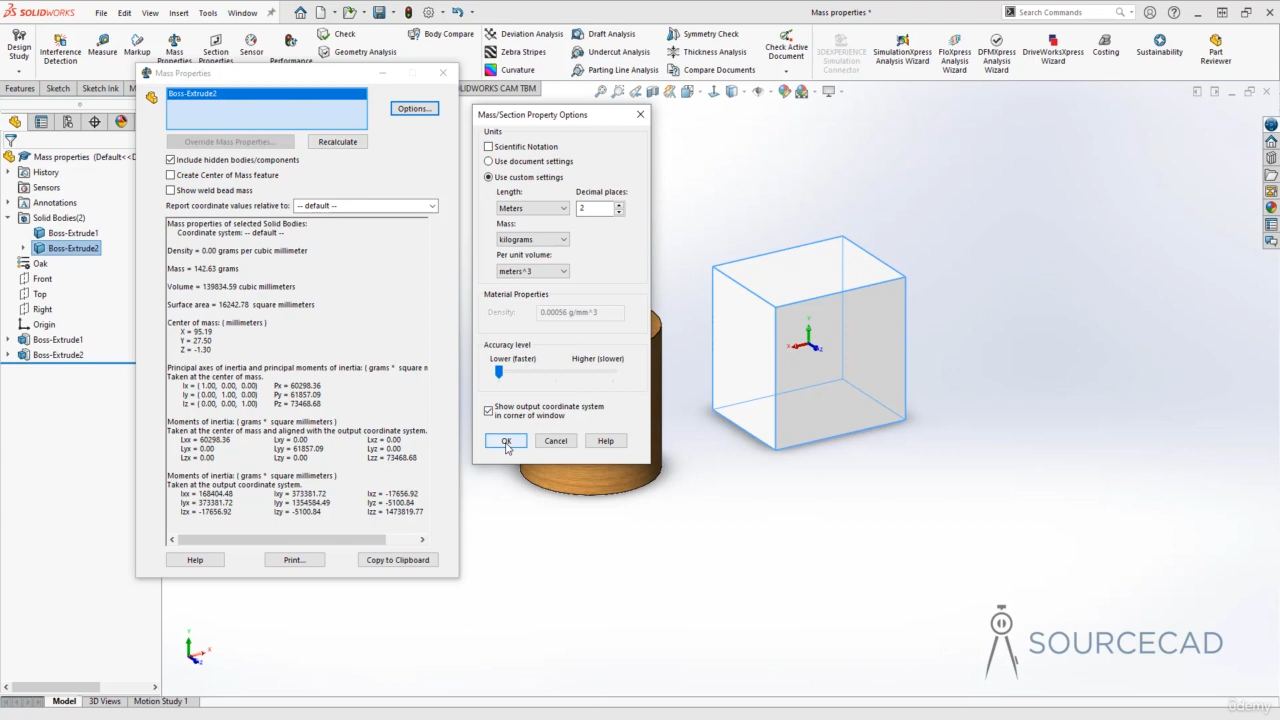 SOLIDWORKS
File Edit View Insert Tools Window
Mass properties *
Search Commands
Design Study
Interference Detection
Measure
Markup
Mass Properties
Section Properties
Sensor
Performance
Check
Geometry Analysis
Body Compare
Deviation Analysis
Zebra Stripes
Curvature
Draft Analysis
Undercut Analysis
Parting Line Analysis
Symmetry Check
Thickness Analysis
Compare Documents
Check Active Document
3DEXPERIENCE Simulation Connector
SimulationXpress Analysis Wizard
FloXpress Analysis Wizard
DFMXpress Analysis Wizard
DriveWorksXpress Wizard
Costing
Sustainability
Part Reviewer
Features Sketch Sketch Ink M
OLIDWORKS CAM TBM
Mass properties (Default<<D
History
Sensors
Annotations
Solid Bodies(2)
Boss-Extrude1
Boss-Extrude2
Oak
Front
Top
Right
Origin
Boss-Extrude1
Boss-Extrude2
Mass Properties
Boss-Extrude2
Options...
Override Mass Properties...
Recalculate
Include hidden bodies/components
Create Center of Mass feature
Show weld bead mass
Report coordinate values relative to: -- default --
Mass properties of selected Solid Bodies:
Coordinate system: -- default --
Density = 0.00 grams per cubic millimeter
Mass = 142.63 grams
Volume = 139834.59 cubic millimeters
Surface area = 16242.78 square millimeters
Center of mass: ( millimeters )
X = 95.19
Y = 27.50
Z = -1.30
Principal axes of inertia and principal moments of inertia: ( grams * square m
Taken at the center of mass.
Ix = ( 1.00, 0.00, 0.00) Px = 60298.36
Iy = ( 0.00, 1.00, 0.00) Py = 61857.09
Iz = ( 0.00, 0.00, 1.00) Pz = 73468.68
Moments of inertia: ( grams * square millimeters )
Taken at the center of mass and aligned with the output coordinate system.
Lxx = 60298.36 Lxy = 0.00 Lxz = 0.00
Lyx = 0.00 Lyy = 61857.09 Lyz = 0.00
Lzx = 0.00 Lzy = 0.00 Lzz = 73468.68
Moments of inertia: ( grams * square millimeters )
Taken at the output coordinate system.
Ixx = 168404.48 Ixy = 373381.72 Ixz = -17656.92
Iyx = 373381.72 Iyy = 1354584.49 Iyz = -5100.84
Izx = -17656.92 Izy = -5100.84 Izz = 1473819.77
Help Print... Copy to Clipboard
Mass/Section Property Options
Units
Scientific Notation
Use document settings
Use custom settings
Length: Decimal places:
Meters 2
Mass:
kilograms
Per unit volume:
meters^3
Material Properties
Density: 0.00056 g/mm^3
Accuracy level
Lower (faster) Higher (slower)
Show output coordinate system
in corner of window
OK Cancel Help
Y
X
Z
Y
X
Z
SOURCECAD
Model 3D Views Motion Study 1
ûdemy